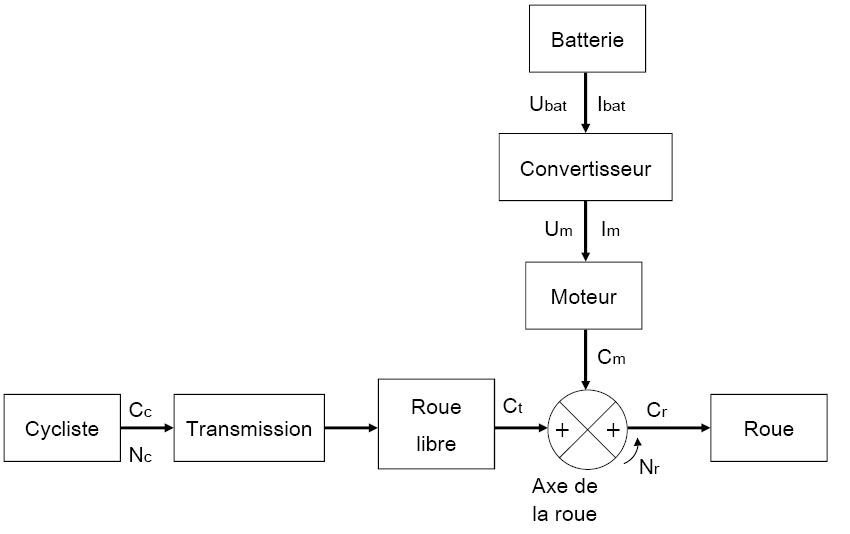 Batterie
Ubat Ibat
Convertisseur
Um Im
Moteur
Cm
Cycliste
Cc
Nc
Transmission
Roue
libre
Ct
+ +
Cr
Nr
Roue
Axe de
la roue